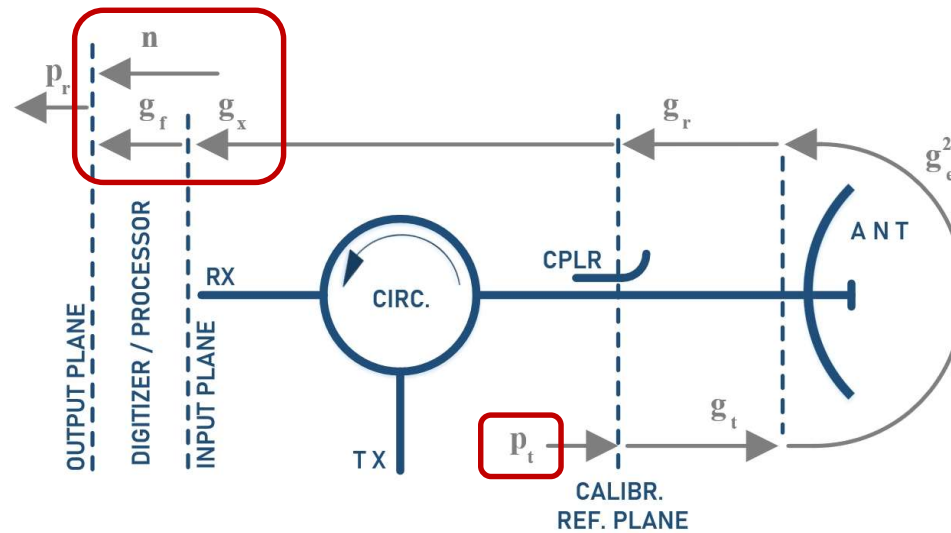 n
p_r
g_f
g_x
g_r
g_e^2
ANT
CPLR
RX
CIRC.
OUTPUT PLANE
DIGITIZER / PROCESSOR
INPUT PLANE
g_t
p_t
TX
CALIBR.
REF. PLANE